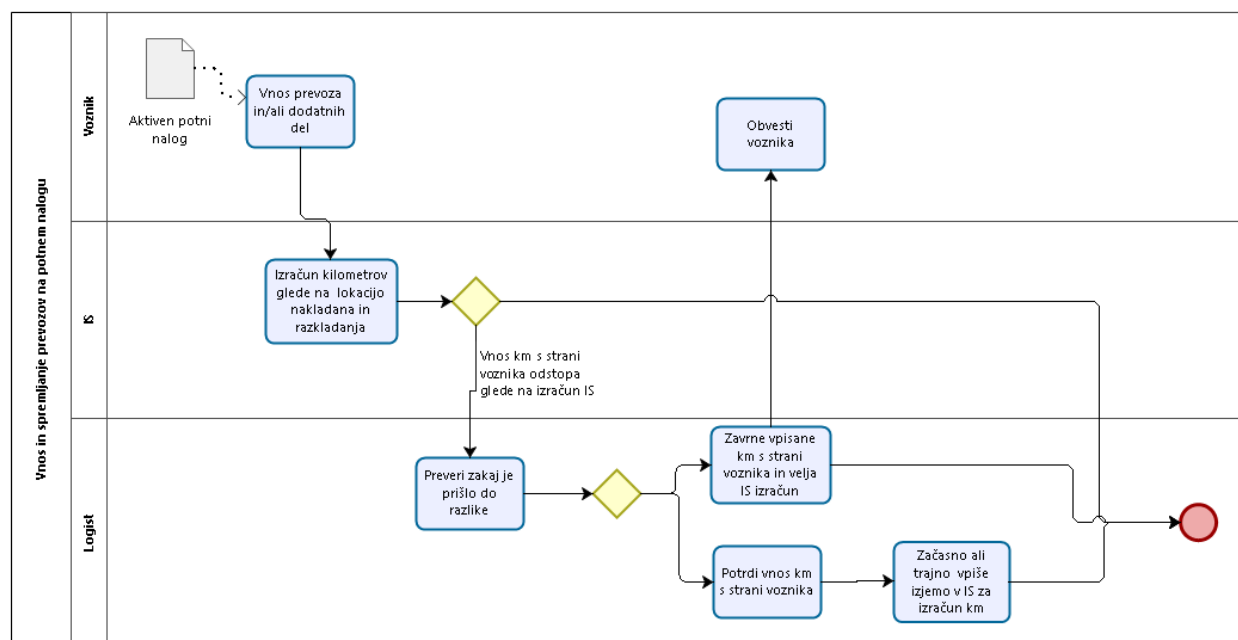 Vnos in spremljanje prevozov na potnem nalogu
Voznik
Aktiven potni
nalog
Vnos prevoza
in/ali dodatnih
del
Obvesti
voznika
IS
Izračun kilometrov
glede na lokacijo
nakladana in
razkladanja
Vnos km s strani
voznika odstopa
glede na izračun IS
Logist
Preveri zakaj je
prišlo do
razlike
Zavrne vpisane
km s strani
voznika in velja
IS izračun
Potrdi vnos km
s strani voznika
Začasno ali
trajno vpiše
izjemo v IS za
izračun km